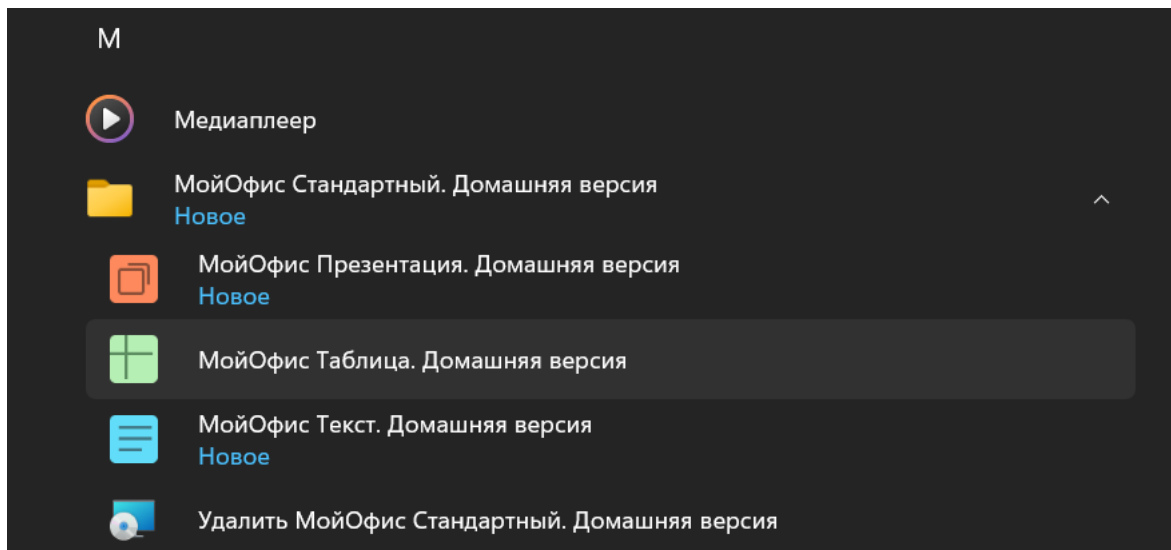 М
Медиаплеер
МойОфис Стандартный. Домашняя версия
Новое
МойОфис Презентация. Домашняя версия
Новое
МойОфис Таблица. Домашняя версия
МойОфис Текст. Домашняя версия
Новое
Удалить МойОфис Стандартный. Домашняя версия